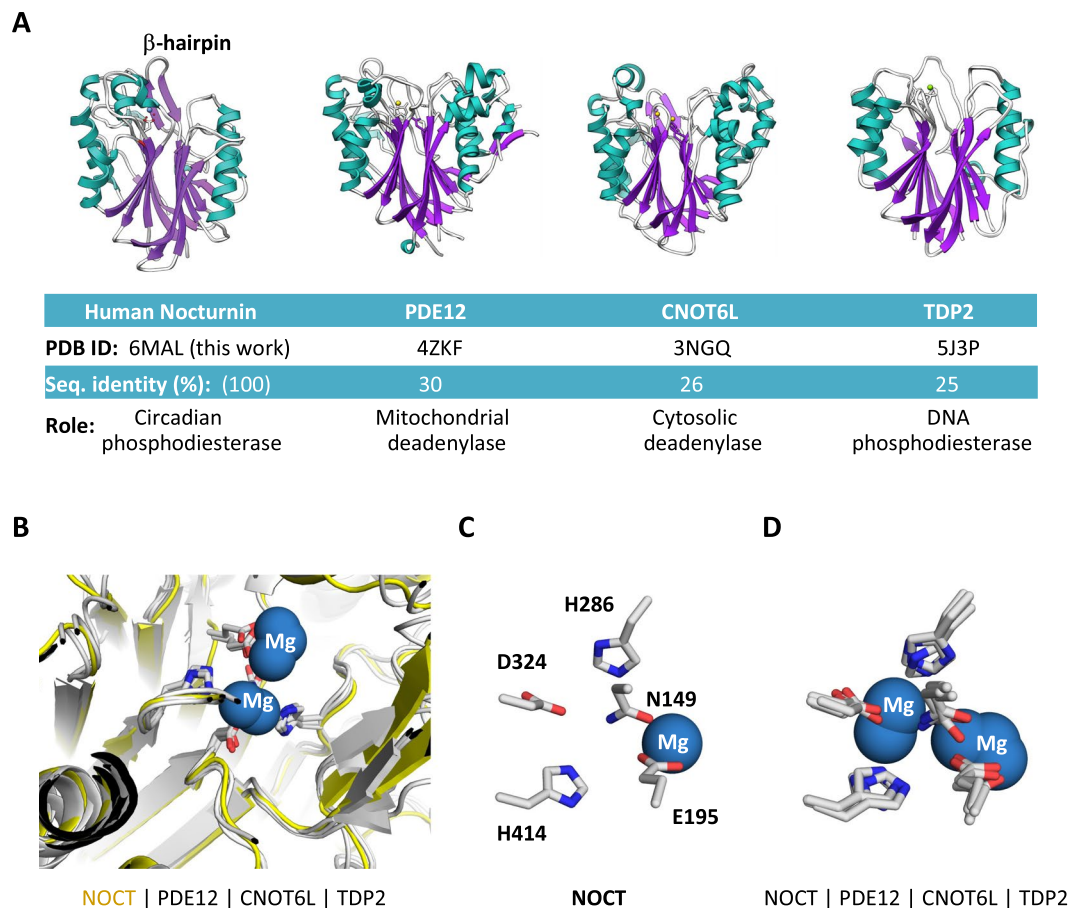 A
β-hairpin
Human Nocturnin PDE12 CNOT6L TDP2
PDB ID: 6MAL (this work) 4ZKF 3NGQ 5J3P
Seq. identity (%): (100) 30 26 25
Role: Circadian phosphodiesterase Mitochondrial deadenylase Cytosolic deadenylase DNA phosphodiesterase
B
C
D
Mg
Mg
NOCT | PDE12 | CNOT6L | TDP2
H286
D324
N149
Mg
H414
E195
NOCT
Mg
Mg
NOCT | PDE12 | CNOT6L | TDP2